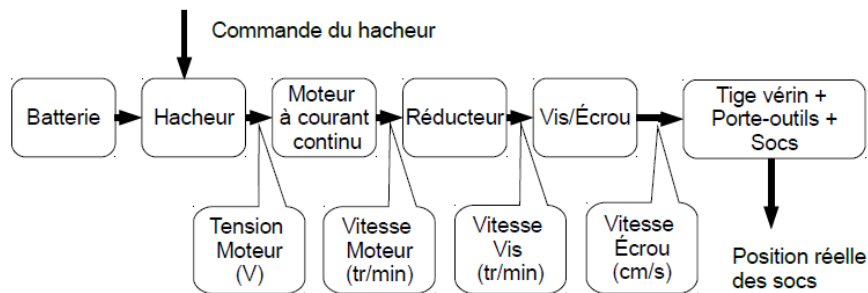 Commande du hacheur
Batterie
Hacheur
Moteur
à courant
continu
Réducteur
Vis/Écrou
Tige vérin +
Porte-outils +
Socs
Tension
Moteur
(V)
Vitesse
Moteur
(tr/min)
Vitesse
Vis
(tr/min)
Vitesse
Écrou
(cm/s)
Position réelle
des socs